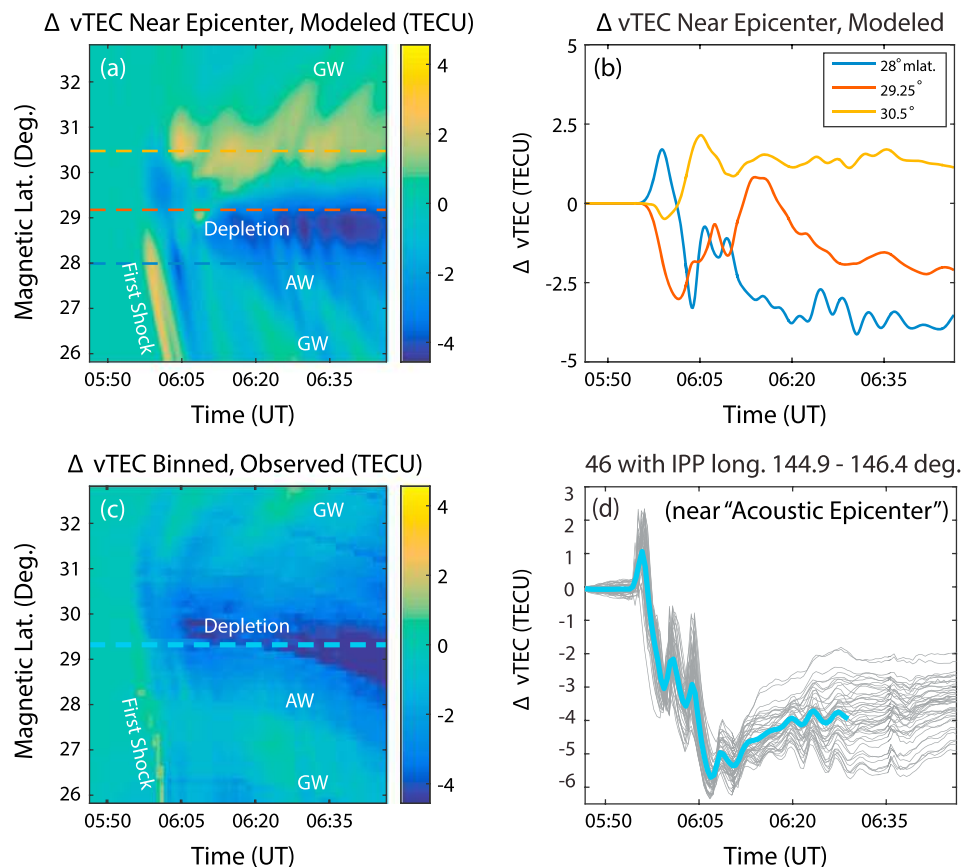 Δ vTEC Near Epicenter, Modeled (TECU)
(a)
GW
Depletion
First Shock
AW
GW
32
31
30
29
28
27
26
Magnetic Lat. (Deg.)
05:50 06:05 06:20 06:35
Time (UT)
4
2
0
-2
-4
Δ vTEC Near Epicenter, Modeled
(b)
28° mlat.
29.25°
30.5°
5
2.5
0
-2.5
-5
Δ vTEC (TECU)
05:50 06:05 06:20 06:35
Time (UT)
Δ vTEC Binned, Observed (TECU)
(c)
GW
Depletion
First Shock
AW
GW
32
31
30
29
28
27
26
Magnetic Lat. (Deg.)
05:50 06:05 06:20 06:35
Time (UT)
4
2
0
-2
-4
46 with IPP long. 144.9 - 146.4 deg.
(d)
(near “Acoustic Epicenter”)
3
2
1
0
-1
-2
-3
-4
-5
-6
Δ vTEC (TECU)
05:50 06:05 06:20 06:35
Time (UT)